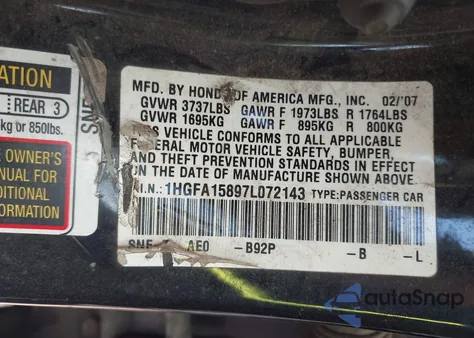 ATION
REAR 3
kg or 850lbs.
E OWNER'S
ANUAL FOR
DITIONAL
ORMATION
SNE
MFD. BY HONDA OF AMERICA MFG., INC. 02/'07
GVWR 3737LBS GAWR F 1973LBS R 1764LBS
GVWR 1695KG GAWR F 895KG R 800KG
THIS VEHICLE CONFORMS TO ALL APPLICABLE
FEDERAL MOTOR VEHICLE SAFETY, BUMPER,
AND THEFT PREVENTION STANDARDS IN EFFECT
ON THE DATE OF MANUFACTURE SHOWN ABOVE.
V.I.N.: 1HGFA15897L072143 TYPE:PASSENGER CAR
SNE AE0 -B92P -B -L
autoSnap